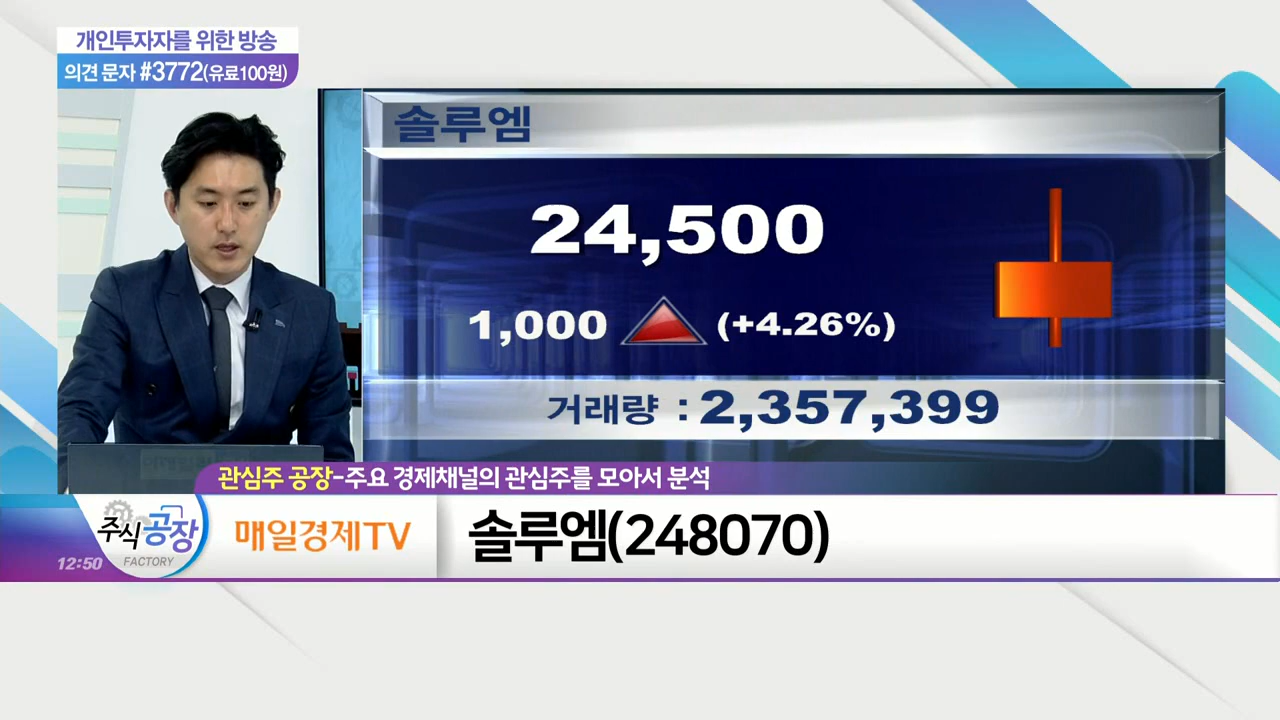 개인투자자를 위한 방송
의견 문자 #3772(유료100원)
솔루엠
24,500
1,000 (+4.26%)
거래량 : 2,357,399
관심주 공장-주요 경제채널의 관심주를 모아서 분석
주식공장
FACTORY
12:50
매일경제TV
솔루엠(248070)